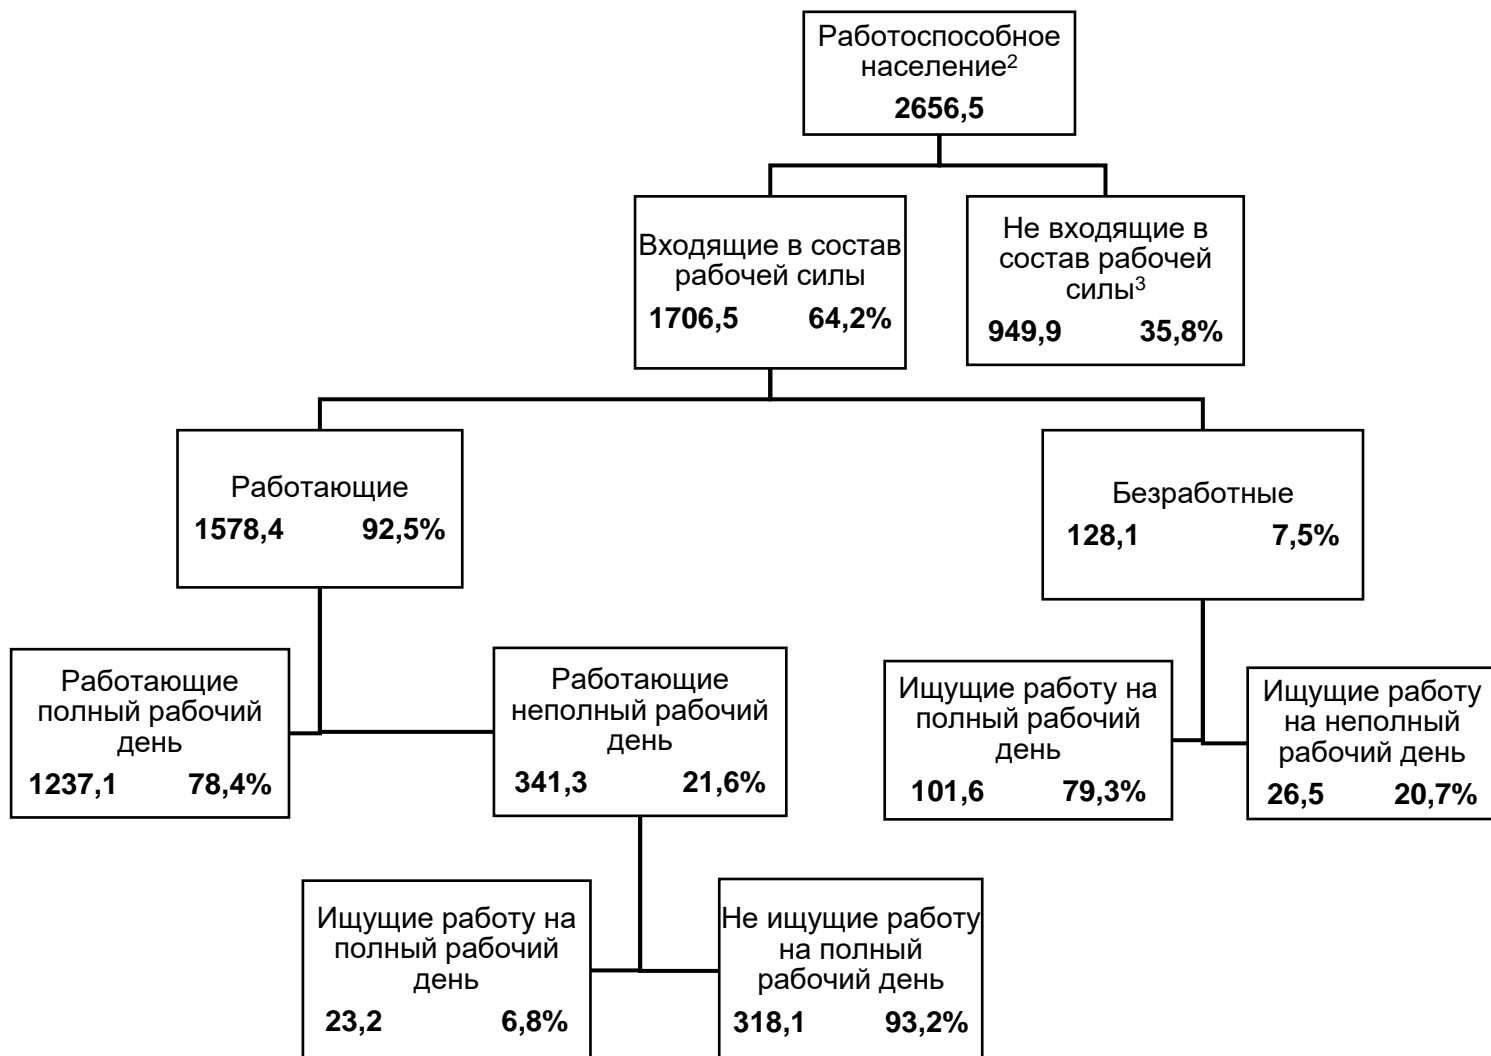 Работоспособное
население²
2656,5
Входящие в состав
рабочей силы
1706,5 64,2%
Не входящие в
состав рабочей
силы³
949,9 35,8%
Работающие
1578,4 92,5%
Безработные
128,1 7,5%
Работающие
полный рабочий
день
1237,1 78,4%
Работающие
неполный рабочий
день
341,3 21,6%
Ищущие работу на
полный рабочий
день
101,6 79,3%
Ищущие работу
на неполный
рабочий день
26,5 20,7%
Ищущие работу на
полный рабочий
день
23,2 6,8%
Не ищущие работу
на полный
рабочий день
318,1 93,2%